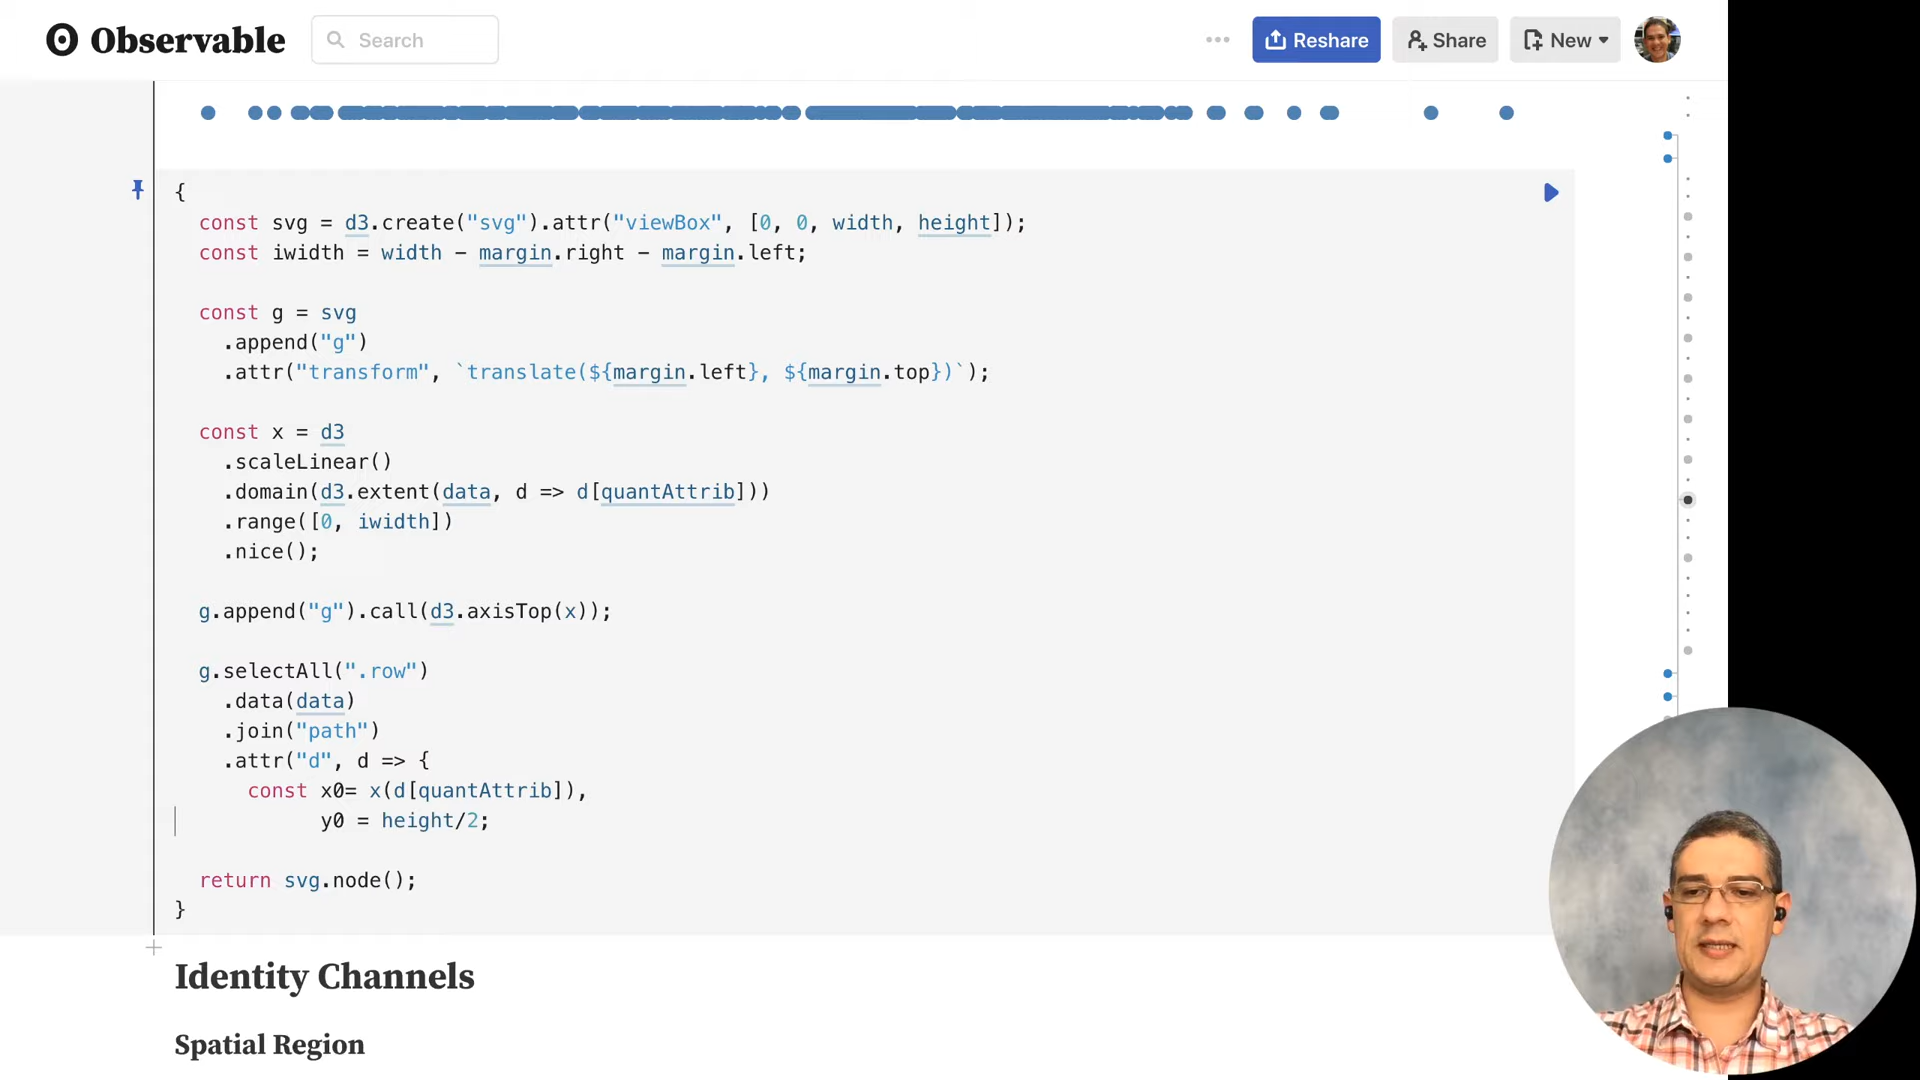 Observable
Search
Reshare
Share
New
{
const svg = d3.create("svg").attr("viewBox", [0, 0, width, height]);
const iwidth = width - margin.right - margin.left;
const g = svg
.append("g")
.attr("transform", `translate(${margin.left}, ${margin.top})`);
const x = d3
.scaleLinear()
.domain(d3.extent(data, d => d[quantAttrib]))
.range([0, iwidth])
.nice();
g.append("g").call(d3.axisTop(x));
g.selectAll(".row")
.data(data)
.join("path")
.attr("d", d => {
const x0= x(d[quantAttrib]),
y0 = height/2;
return svg.node();
}
Identity Channels
Spatial Region